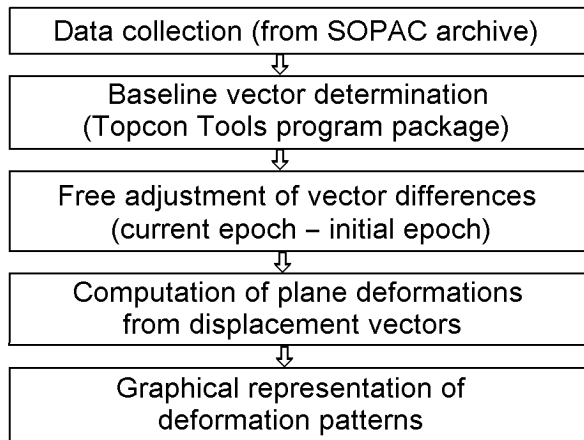 Data collection (from SOPAC archive)
Baseline vector determination
(Topcon Tools program package)
Free adjustment of vector differences
(current epoch – initial epoch)
Computation of plane deformations
from displacement vectors
Graphical representation of
deformation patterns